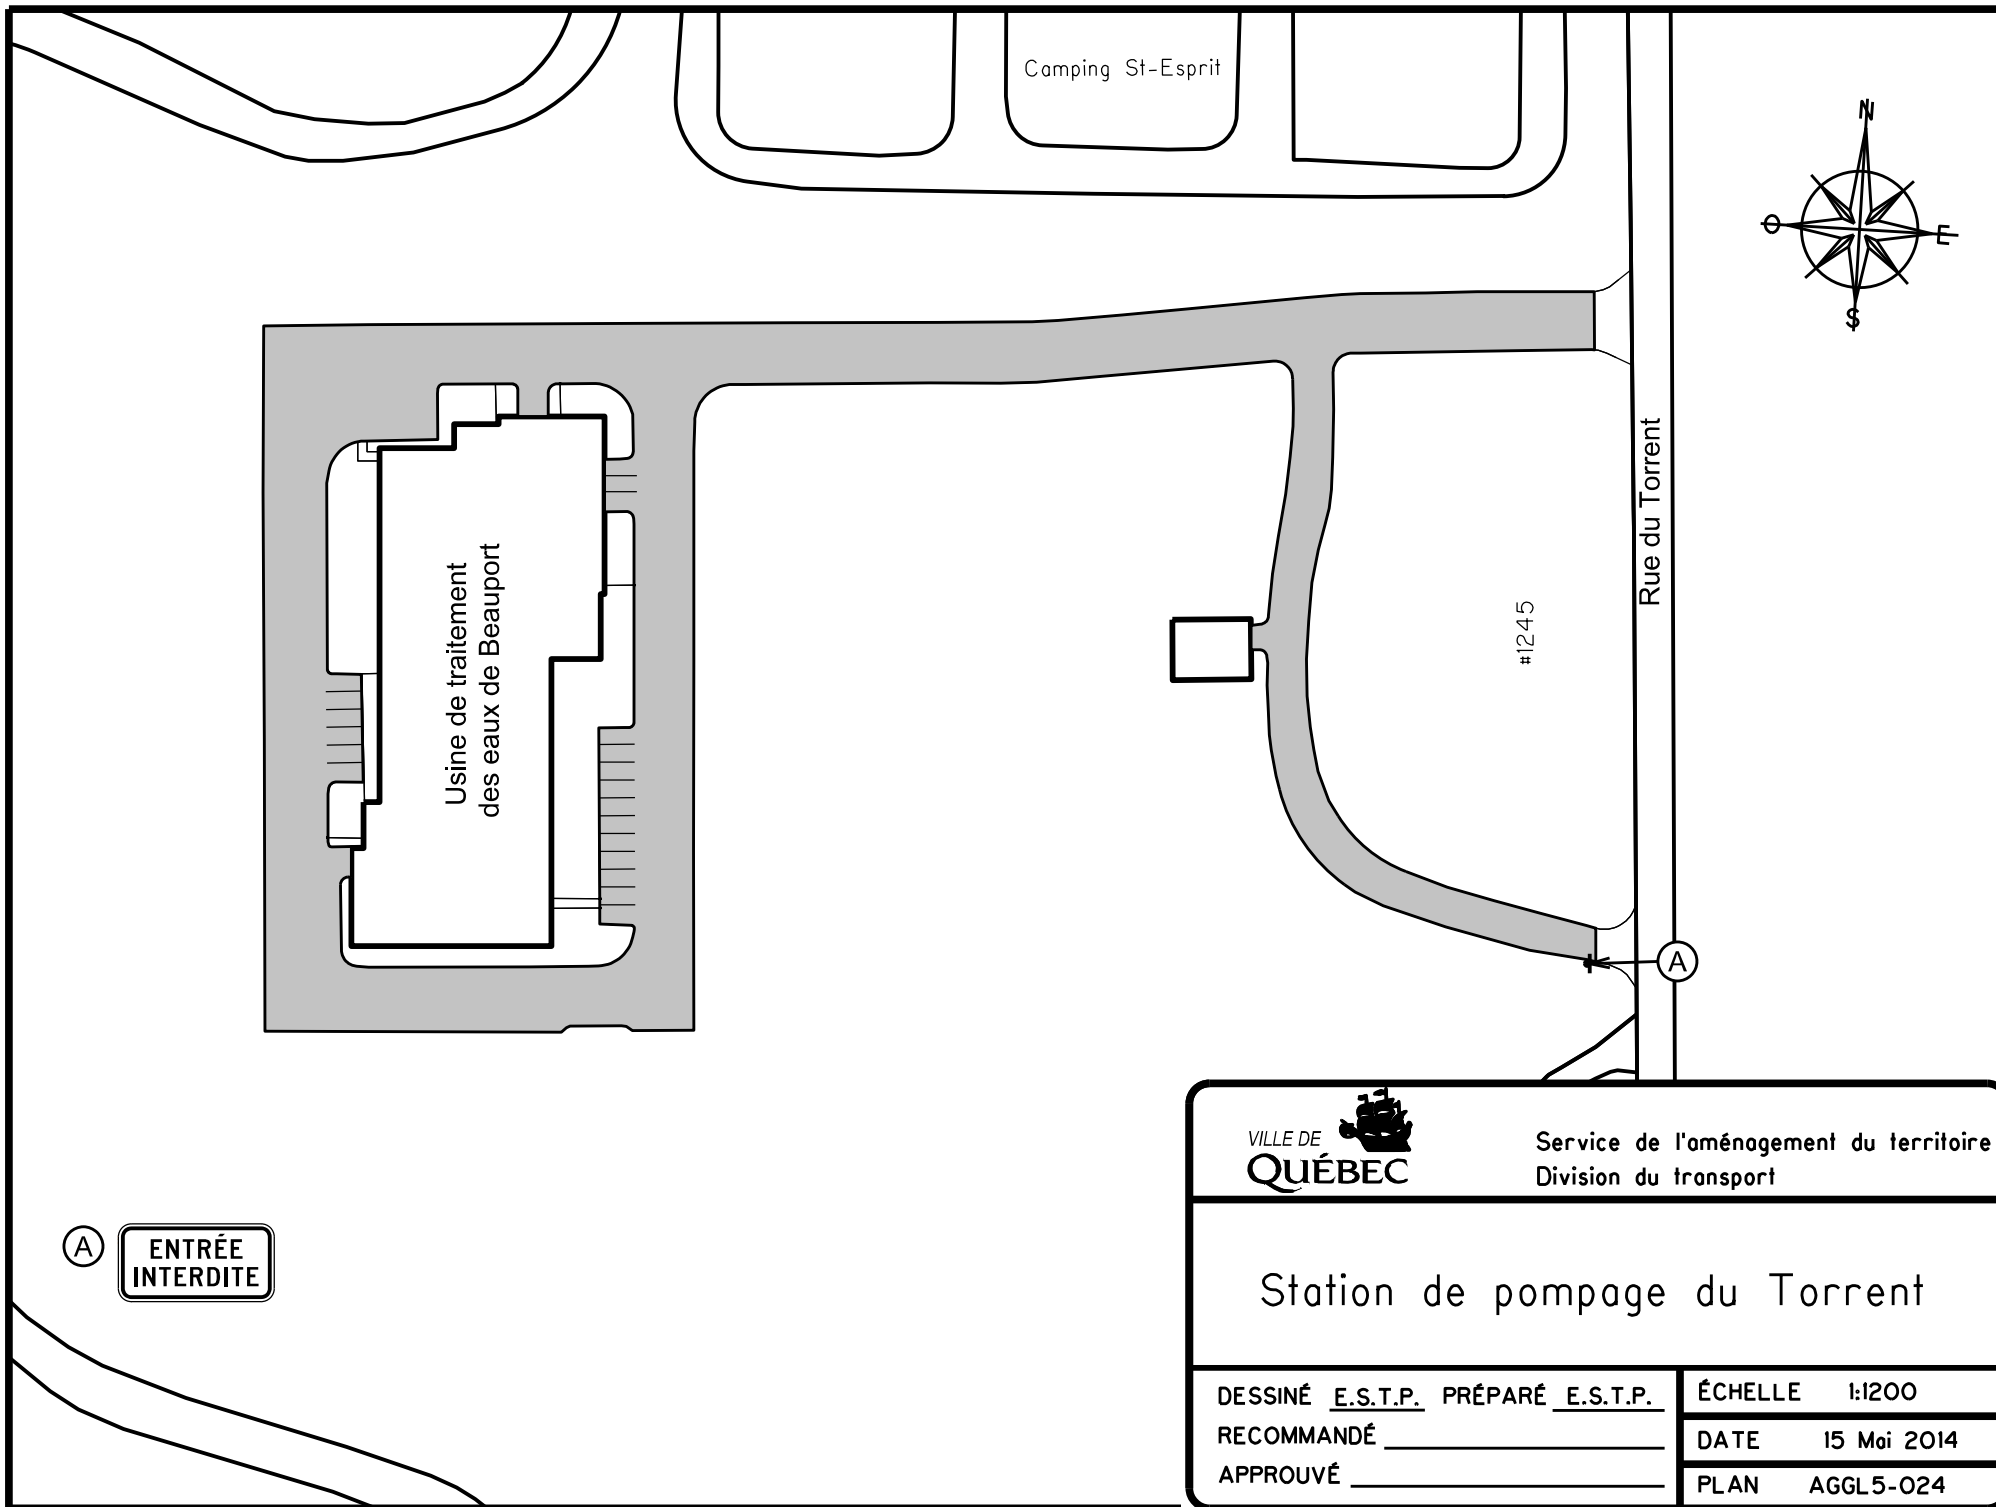 Camping St-Esprit
N
O
E
S
Rue du Torrent
Usine de traitement
des eaux de Beauport
#1245
A
A
ENTRÉE
INTERDITE
VILLE DE
QUÉBEC
Service de l'aménagement du territoire
Division du transport
Station de pompage du Torrent
DESSINÉ E.S.T.P. PRÉPARÉ E.S.T.P.
RECOMMANDÉ
APPROUVÉ
ÉCHELLE 1:1200
DATE 15 Mai 2014
PLAN AGGL5-024